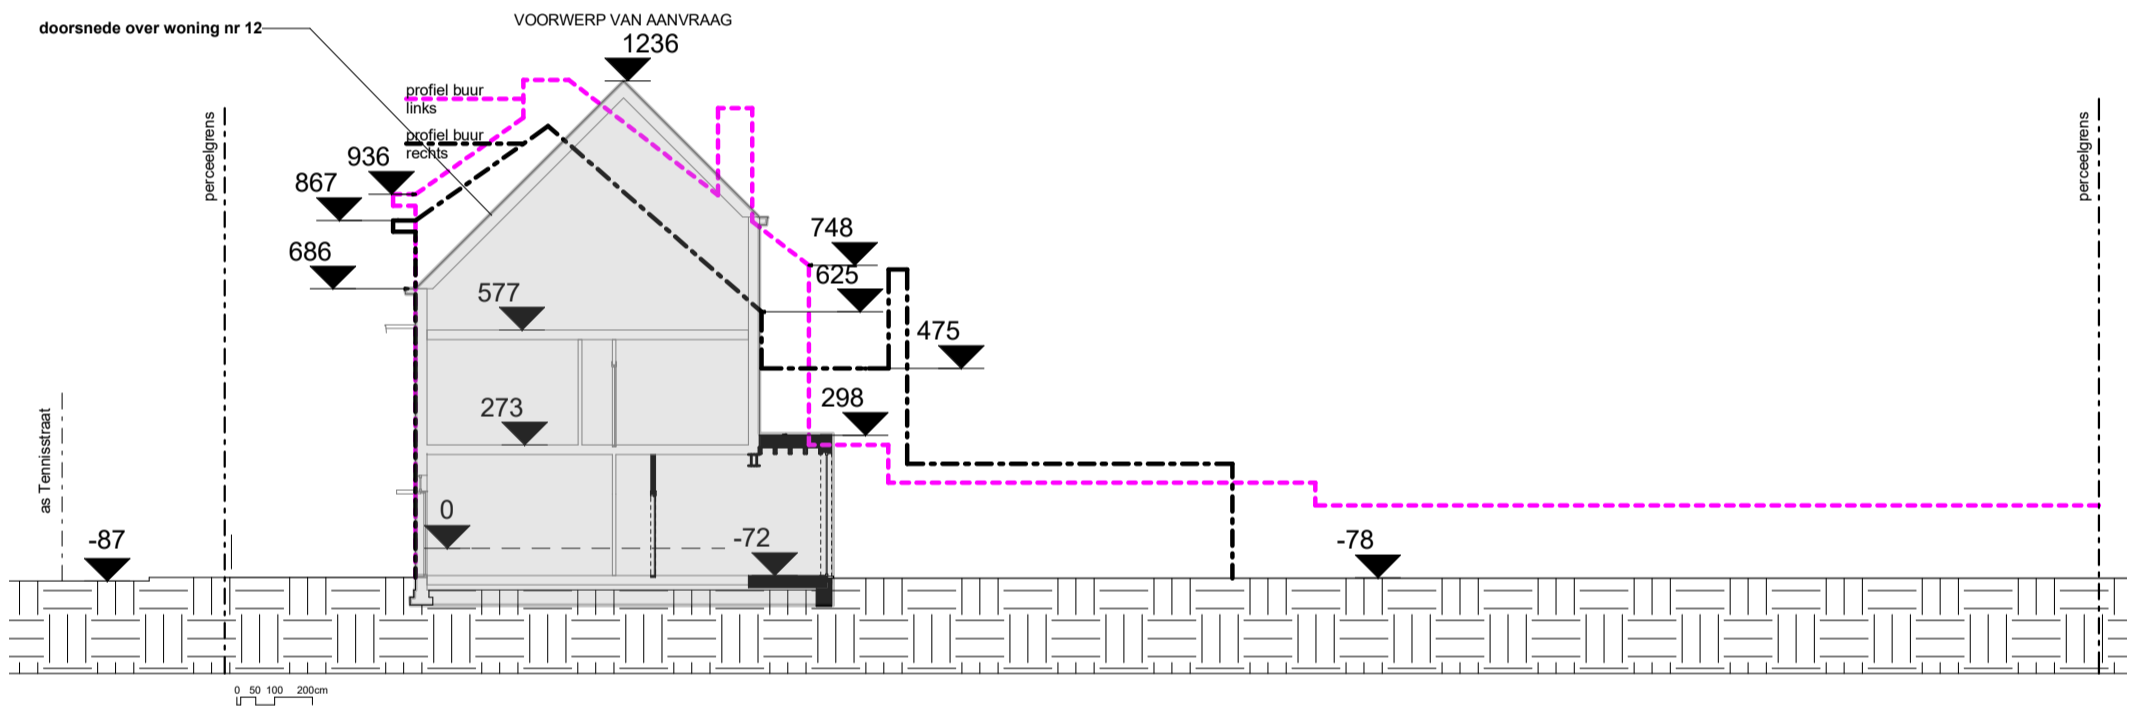 VOORWERP VAN AANVRAAG
doorsnede over woning nr 12
1236
profiel buur
links
profiel buur
rechts
perceelgrens
perceelgrens
936
867
686
748
625
577
475
298
273
as Tennisstraat
0
-72
-87
-78
0 50 100 200cm